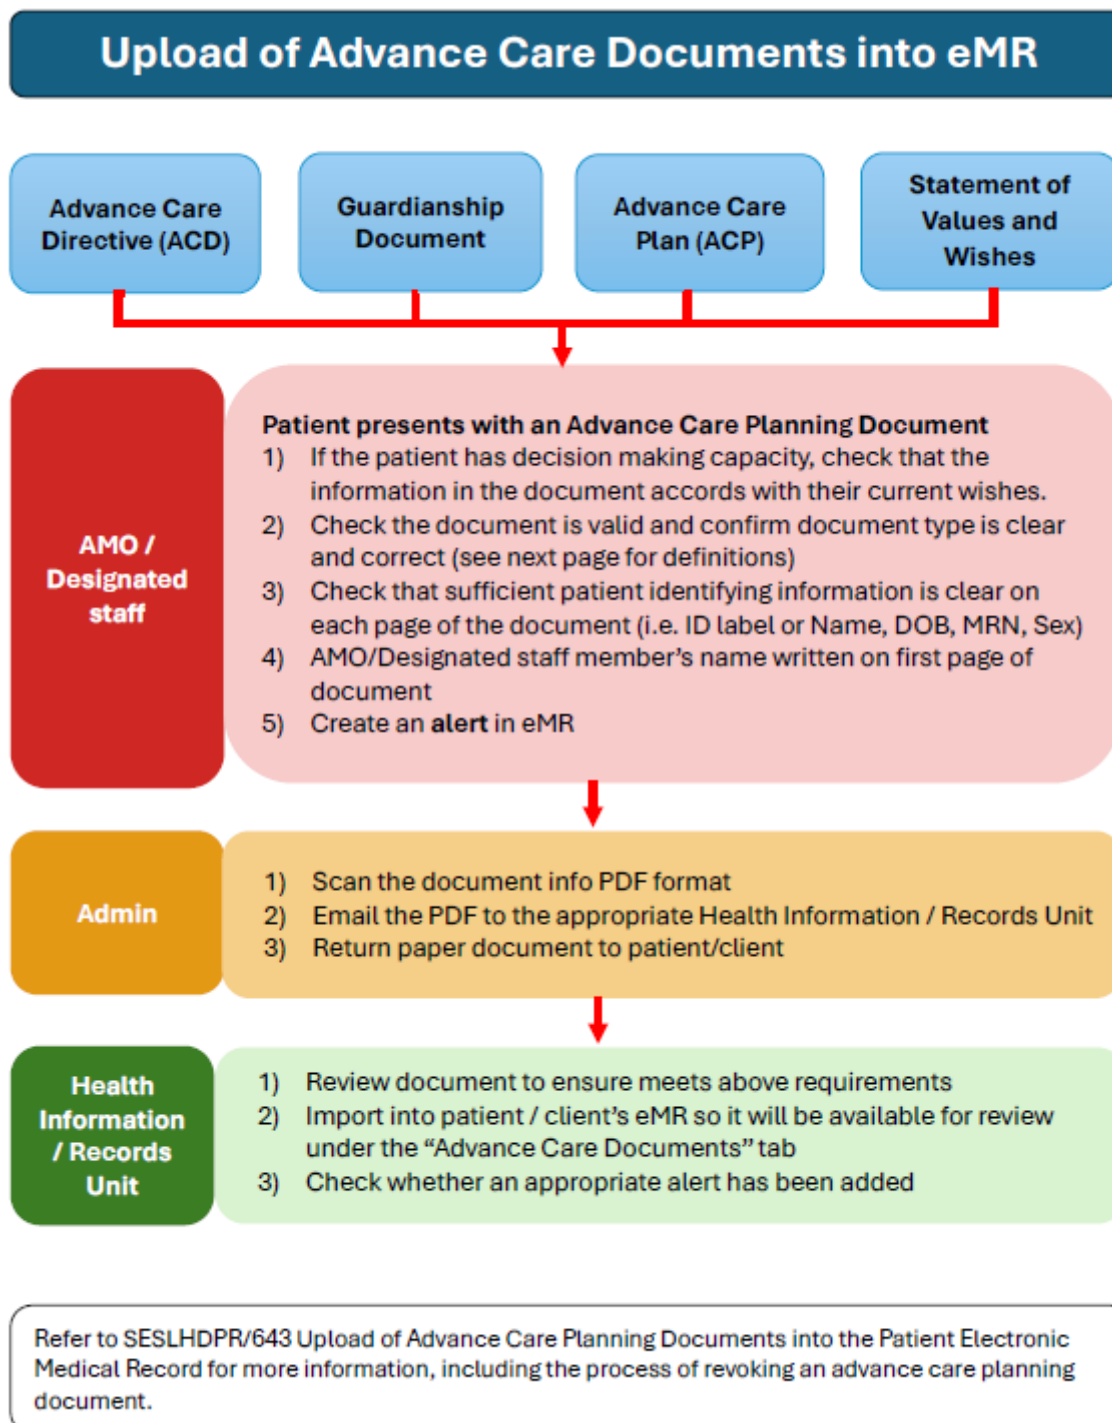 Upload of Advance Care Documents into eMR
Advance Care
Directive (ACD)
Guardianship
Document
Advance Care
Plan (ACP)
Statement of
Values and
Wishes
AMO /
Designated
staff
Patient presents with an Advance Care Planning Document
1) If the patient has decision making capacity, check that the
information in the document accords with their current wishes.
2) Check the document is valid and confirm document type is clear
and correct (see next page for definitions)
3) Check that sufficient patient identifying information is clear on
each page of the document (i.e. ID label or Name, DOB, MRN, Sex)
4) AMO/Designated staff member's name written on first page of
document
5) Create an alert in eMR
Admin
1) Scan the document info PDF format
2) Email the PDF to the appropriate Health Information / Records Unit
3) Return paper document to patient/client
Health
Information
/ Records
Unit
1) Review document to ensure meets above requirements
2) Import into patient / client's eMR so it will be available for review
under the "Advance Care Documents" tab
3) Check whether an appropriate alert has been added
Refer to SESLHDPR/643 Upload of Advance Care Planning Documents into the Patient Electronic
Medical Record for more information, including the process of revoking an advance care planning
document.